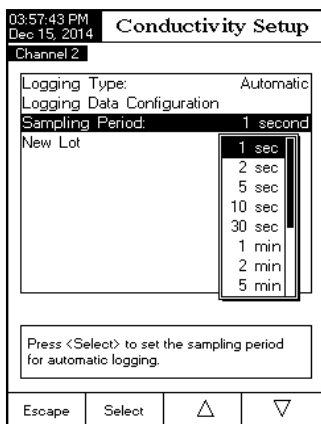 03:57:43 PM
Dec 15, 2014
Conductivity Setup
Channel 2
Logging Type: Automatic
Logging Data Configuration
Sampling Period: 1 second
New Lot
1 sec
2 sec
5 sec
10 sec
30 sec
1 min
2 min
5 min
Press <Select> to set the sampling period
for automatic logging.
Escape Select △ ▽